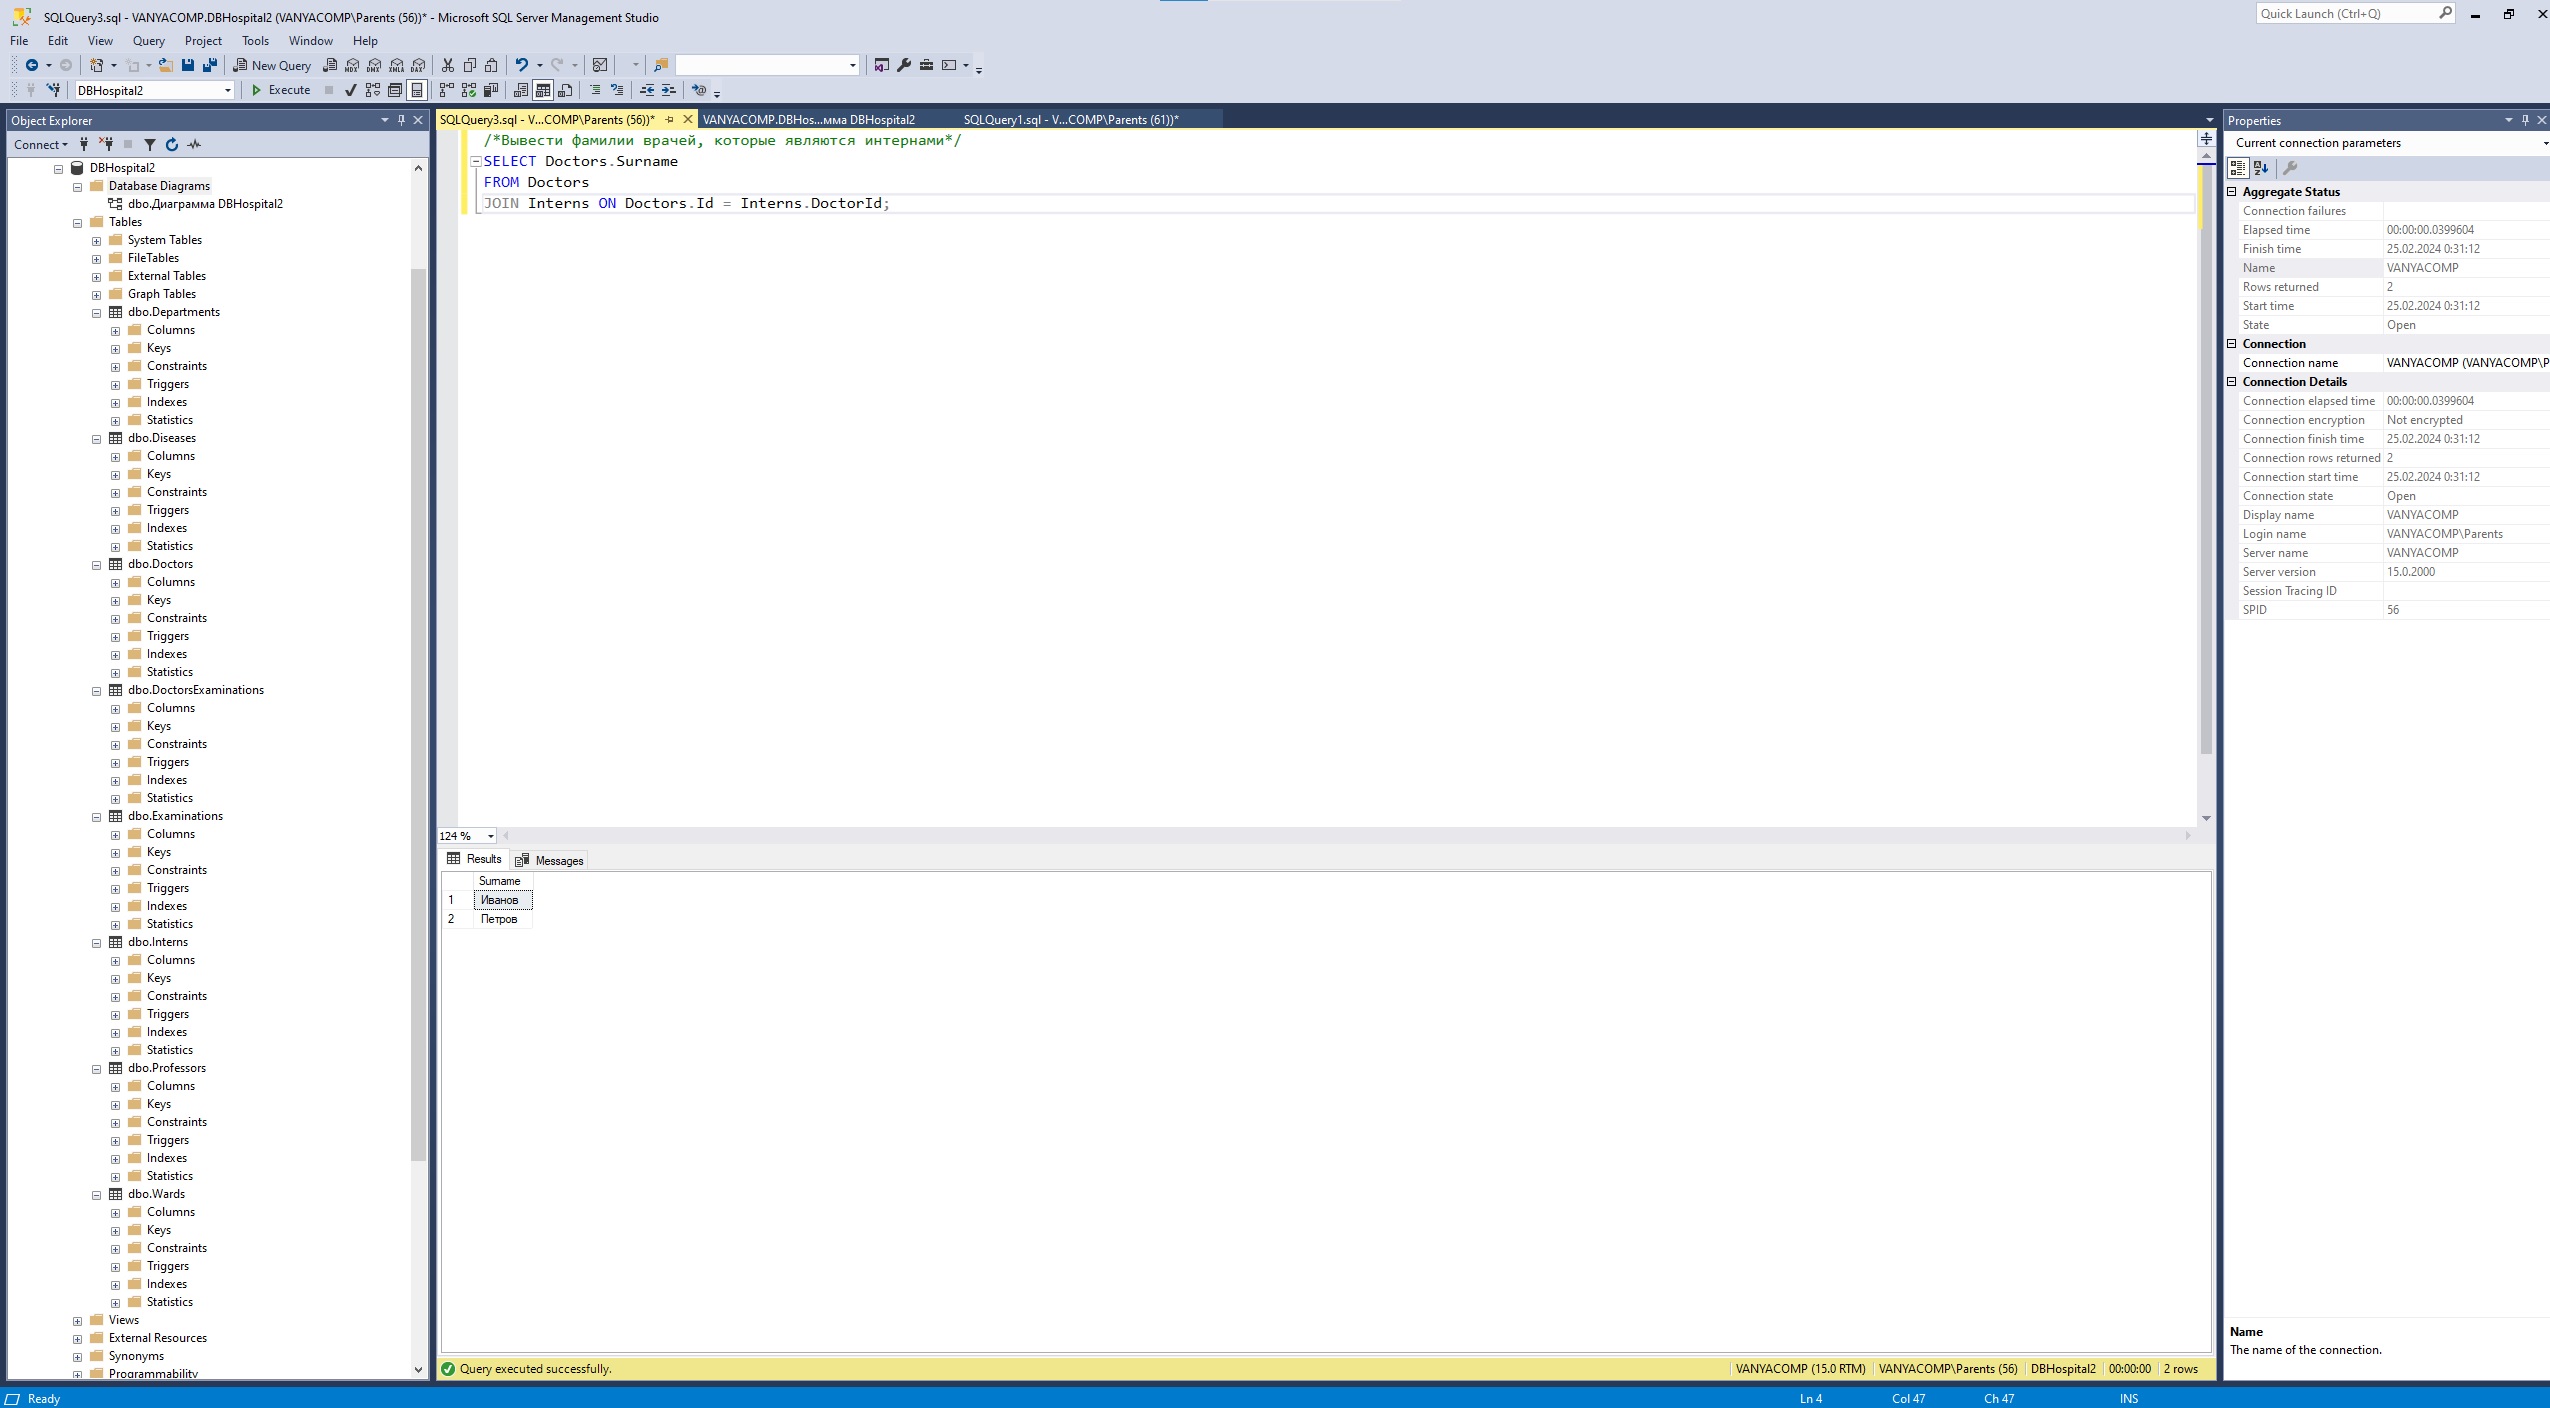 SQLQuery3.sql - VANYACOMP.DBHospital2 (VANYACOMP\Parents (56))* - Microsoft SQL Server Management Studio
Quick Launch (Ctrl+Q)
File Edit View Query Project Tools Window Help
New Query
DBHospital2 Execute
Object Explorer
Connect
DBHospital2
Database Diagrams
dbo.Диаграмма DBHospital2
Tables
System Tables
FileTables
External Tables
Graph Tables
dbo.Departments
Columns
Keys
Constraints
Triggers
Indexes
Statistics
dbo.Diseases
Columns
Keys
Constraints
Triggers
Indexes
Statistics
dbo.Doctors
Columns
Keys
Constraints
Triggers
Indexes
Statistics
dbo.DoctorsExaminations
Columns
Keys
Constraints
Triggers
Indexes
Statistics
dbo.Examinations
Columns
Keys
Constraints
Triggers
Indexes
Statistics
dbo.Interns
Columns
Keys
Constraints
Triggers
Indexes
Statistics
dbo.Professors
Columns
Keys
Constraints
Triggers
Indexes
Statistics
dbo.Wards
Columns
Keys
Constraints
Triggers
Indexes
Statistics
Views
External Resources
Synonyms
Programmability
SQLQuery3.sql - V...COMP\Parents (56))* VANYACOMP.DBHos...мма DBHospital2 SQLQuery1.sql - V...COMP\Parents (61))*
/*Вывести фамилии врачей, которые являются интернами*/
SELECT Doctors.Surname
FROM Doctors
JOIN Interns ON Doctors.Id = Interns.DoctorId;
124 %
Results Messages
Surname
1 Иванов
2 Петров
Query executed successfully. VANYACOMP (15.0 RTM) VANYACOMP\Parents (56) DBHospital2 00:00:00 2 rows
Properties
Current connection parameters
Aggregate Status
Connection failures
Elapsed time 00:00:00.0399604
Finish time 25.02.2024 0:31:12
Name VANYACOMP
Rows returned 2
Start time 25.02.2024 0:31:12
State Open
Connection
Connection name VANYACOMP (VANYACOMP\P
Connection Details
Connection elapsed time 00:00:00.0399604
Connection encryption Not encrypted
Connection finish time 25.02.2024 0:31:12
Connection rows returned 2
Connection start time 25.02.2024 0:31:12
Connection state Open
Display name VANYACOMP
Login name VANYACOMP\Parents
Server name VANYACOMP
Server version 15.0.2000
Session Tracing ID
SPID 56
Name
The name of the connection.
Ready Ln 4 Col 47 Ch 47 INS